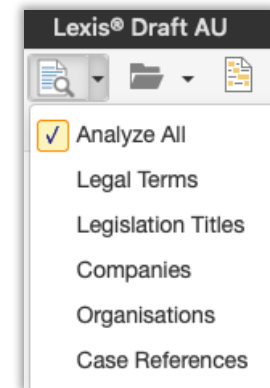 Lexis® Draft AU
Analyze All
Legal Terms
Legislation Titles
Companies
Organisations
Case References